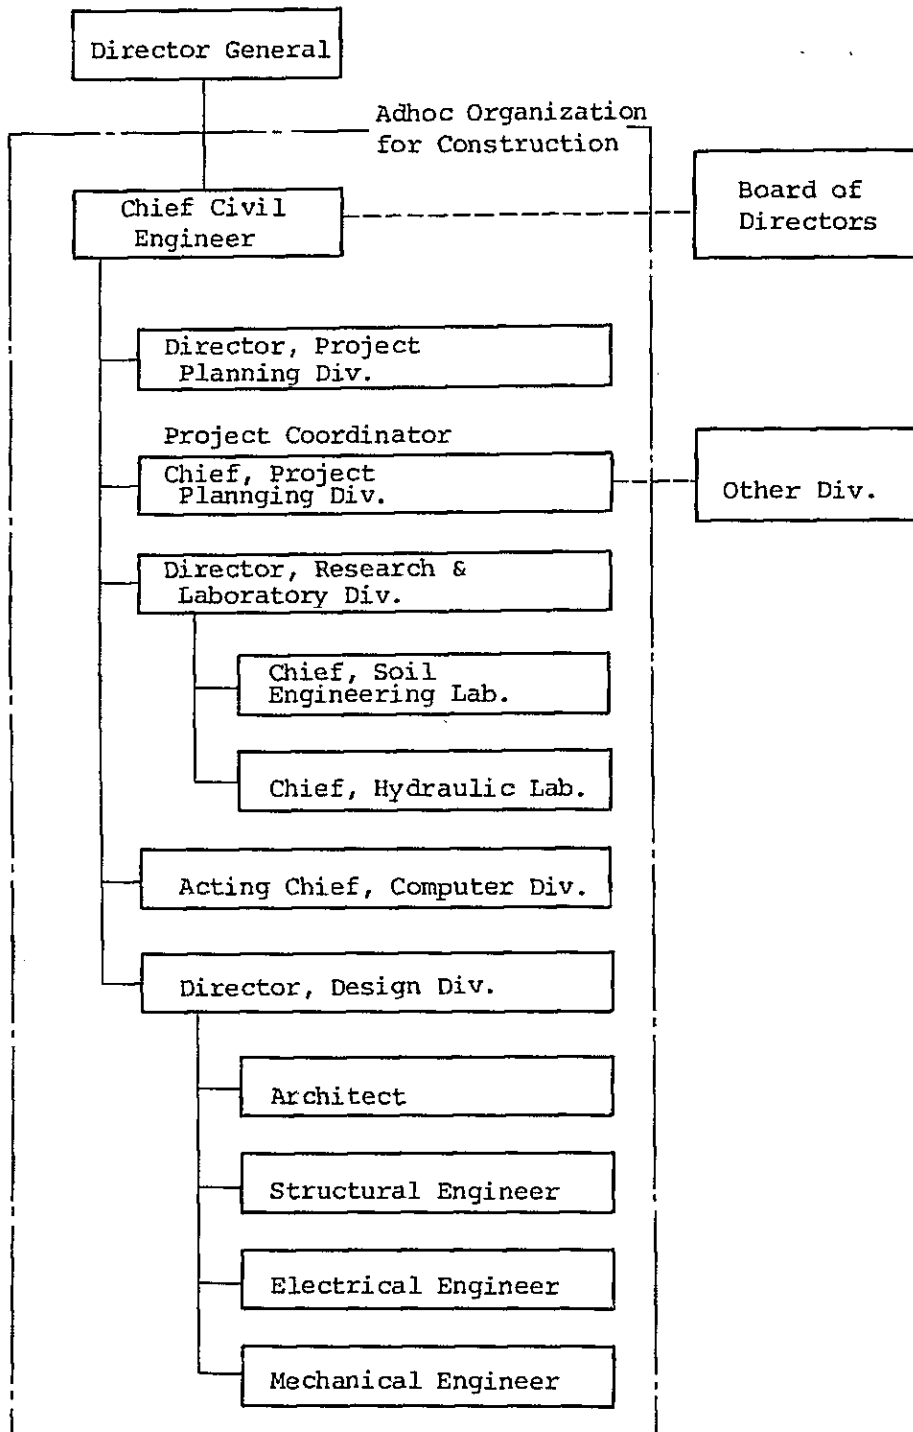 Director General
Adhoc Organization
for Construction
Chief Civil
Engineer
Board of
Directors
Director, Project
Planning Div.
Project Coordinator
Chief, Project
Plannging Div.
Other Div.
Director, Research &
Laboratory Div.
Chief, Soil
Engineering Lab.
Chief, Hydraulic Lab.
Acting Chief, Computer Div.
Director, Design Div.
Architect
Structural Engineer
Electrical Engineer
Mechanical Engineer